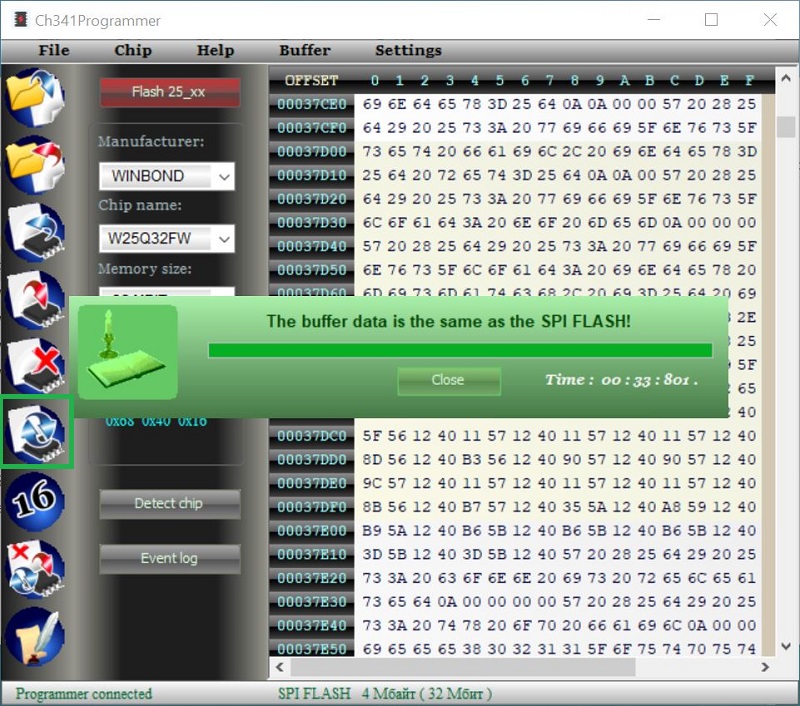 Ch341Programmer
File Chip Help Buffer Settings
Flash 25_xx
Manufacturer:
WINBOND
Chip name:
W25Q32FW
Memory size:
0x68 0x40 0x16
Detect chip
Event log
16
OFFSET 0 1 2 3 4 5 6 7 8 9 A B C D E F
00037CE0 69 6E 64 65 78 3D 25 64 0A 0A 00 00 57 20 28 25
00037CF0 64 29 20 25 73 3A 20 77 69 66 69 5F 6E 76 73 5F
00037D00 73 65 74 20 66 61 69 6C 2C 20 69 6E 64 65 78 3D
00037D10 25 64 20 72 65 74 3D 25 64 0A 0A 00 57 20 28 25
00037D20 64 29 20 25 73 3A 20 77 69 66 69 5F 6E 76 73 5F
00037D30 6C 6F 61 64 3A 20 6E 6F 20 6D 65 6D 0A 00 00 00
00037D40 57 20 28 25 64 29 20 25 73 3A 20 77 69 66 69 5F
00037D50 6E 76 73 5F 6C 6F 61 64 3A 20 69 6E 64 65 78 20
00037D60 6D 69 73 6D 61 74 63 68 2C 20 69 3D 25 64 20 69
2E
The buffer data is the same as the SPI FLASH!
5F
Close
Time : 00 : 33 : 801 .
65
40
00037DC0 5F 56 12 40 11 57 12 40 11 57 12 40 11 57 12 40
00037DD0 8D 56 12 40 B3 56 12 40 90 57 12 40 90 57 12 40
00037DE0 9C 57 12 40 11 57 12 40 11 57 12 40 11 57 12 40
00037DF0 8B 56 12 40 B7 57 12 40 35 5A 12 40 A8 59 12 40
00037E00 B9 5A 12 40 B6 5B 12 40 B6 5B 12 40 B6 5B 12 40
00037E10 3D 5B 12 40 3D 5B 12 40 57 20 28 25 64 29 20 25
00037E20 73 3A 20 63 6F 6E 6E 20 69 73 20 72 65 6C 65 61
00037E30 73 65 64 0A 00 00 00 00 57 20 28 25 64 29 20 25
00037E40 73 3A 20 74 78 20 6F 70 20 66 61 69 6C 0A 00 00
00037E50 69 65 65 65 38 30 32 31 31 5F 6F 75 74 70 75 74
Programmer connected
SPI FLASH 4 Мбайт ( 32 Мбит )